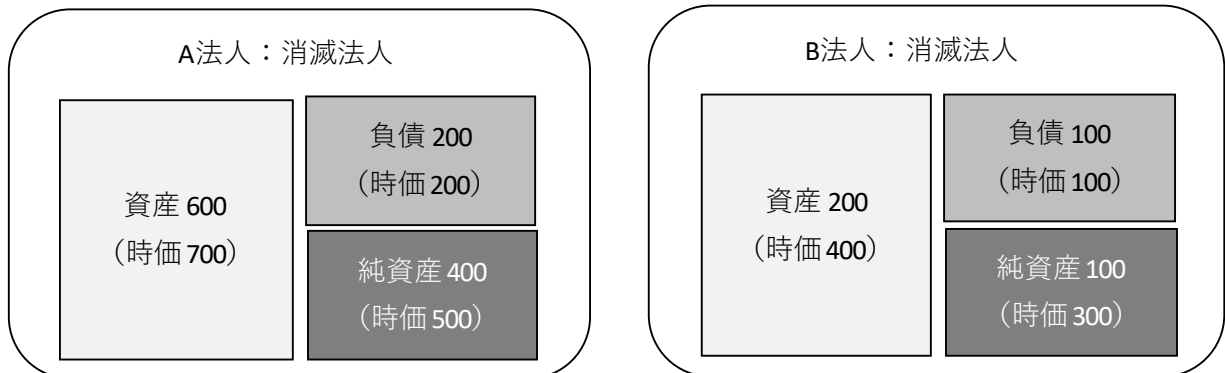 A法人：消滅法人
資産 600
（時価 700）
負債 200
（時価 200）
純資産 400
（時価 500）
B法人：消滅法人
資産 200
（時価 400）
負債 100
（時価 100）
純資産 100
（時価 300）